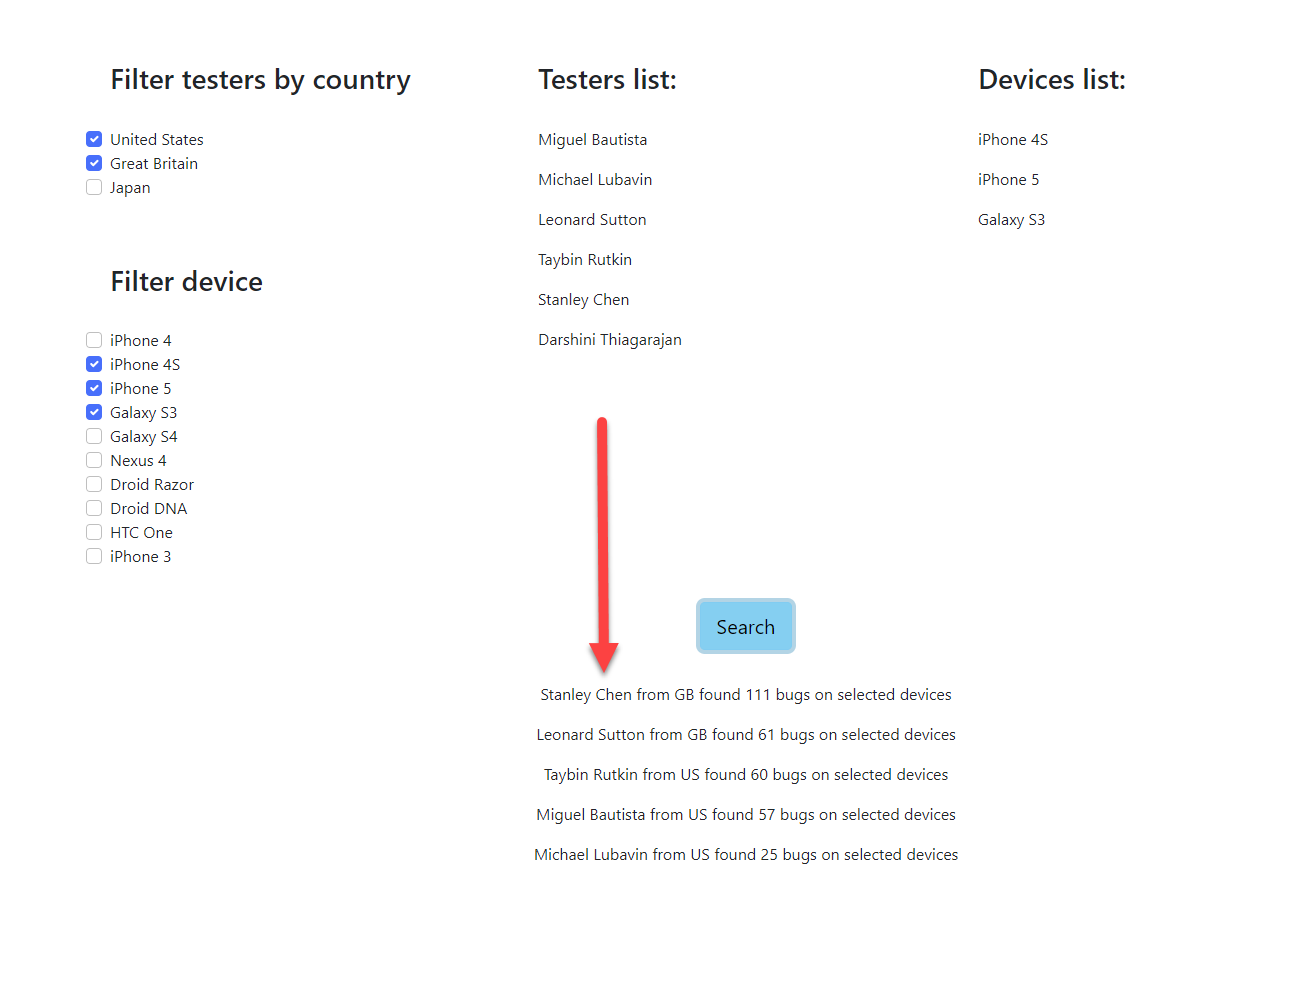 Filter testers by country
United States
Great Britain
Japan
Filter device
iPhone 4
iPhone 4S
iPhone 5
Galaxy S3
Galaxy S4
Nexus 4
Droid Razor
Droid DNA
HTC One
iPhone 3
Testers list:
Miguel Bautista
Michael Lubavin
Leonard Sutton
Taybin Rutkin
Stanley Chen
Darshini Thiagarajan
Devices list:
iPhone 4S
iPhone 5
Galaxy S3
Search
Stanley Chen from GB found 111 bugs on selected devices
Leonard Sutton from GB found 61 bugs on selected devices
Taybin Rutkin from US found 60 bugs on selected devices
Miguel Bautista from US found 57 bugs on selected devices
Michael Lubavin from US found 25 bugs on selected devices